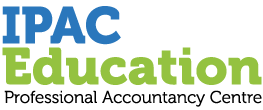 IPAC
Education
Professional Accountancy Centre